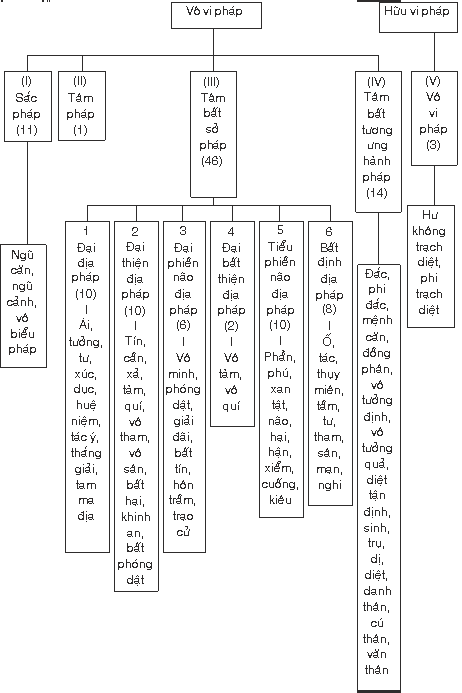 Vô vi pháp
Hữu vi pháp
(I)
Sắc
pháp
(11)
(II)
Tâm
pháp
(1)
(III)
Tâm
bất
sở
pháp
(46)
(IV)
Tâm
bất
tương
ưng
hành
pháp
(14)
(V)
Vô
vi
pháp
(3)
Ngũ
căn,
ngũ
cảnh,
vô
biểu
pháp
1
Đại
địa
pháp
(10)
–
Ái,
tưởng,
tư,
xúc,
dục,
huệ
niệm,
tác ý,
thắng
giải,
tam
ma
địa
2
Đại
thiện
địa
pháp
(10)
–
Tín,
cần,
xả,
tàm,
quí,
vô
tham,
vô
sân,
bất
hại,
khinh
an,
bất
phóng
dật
3
Đại
phiền
não
địa
pháp
(6)
–
Vô
minh,
phóng
dật,
giải
đãi,
bất
tín,
hôn
trầm,
trạo
cử
4
Đại
bất
thiện
địa
pháp
(2)
–
Vô
tàm,
vô
quí
5
Tiểu
phiền
não
địa
pháp
(10)
–
Phẩn,
phú,
xan
tật,
não,
hại,
hận,
xiểm,
cuống,
kiêu
6
Bất
định
địa
pháp
(8)
–
Ố,
tác,
thụy
miên,
tầm,
tư,
tham,
sân,
mạn,
nghi
Đắc,
phi
đắc,
mệnh
căn,
đồng
phân,
vô
tưởng
định,
vô
tưởng
quả,
diệt
tận
định,
sinh,
trụ,
dị,
diệt,
danh
thân,
cú
thân,
văn
thân
Hư
không
trạch
diệt,
phi
trạch
diệt